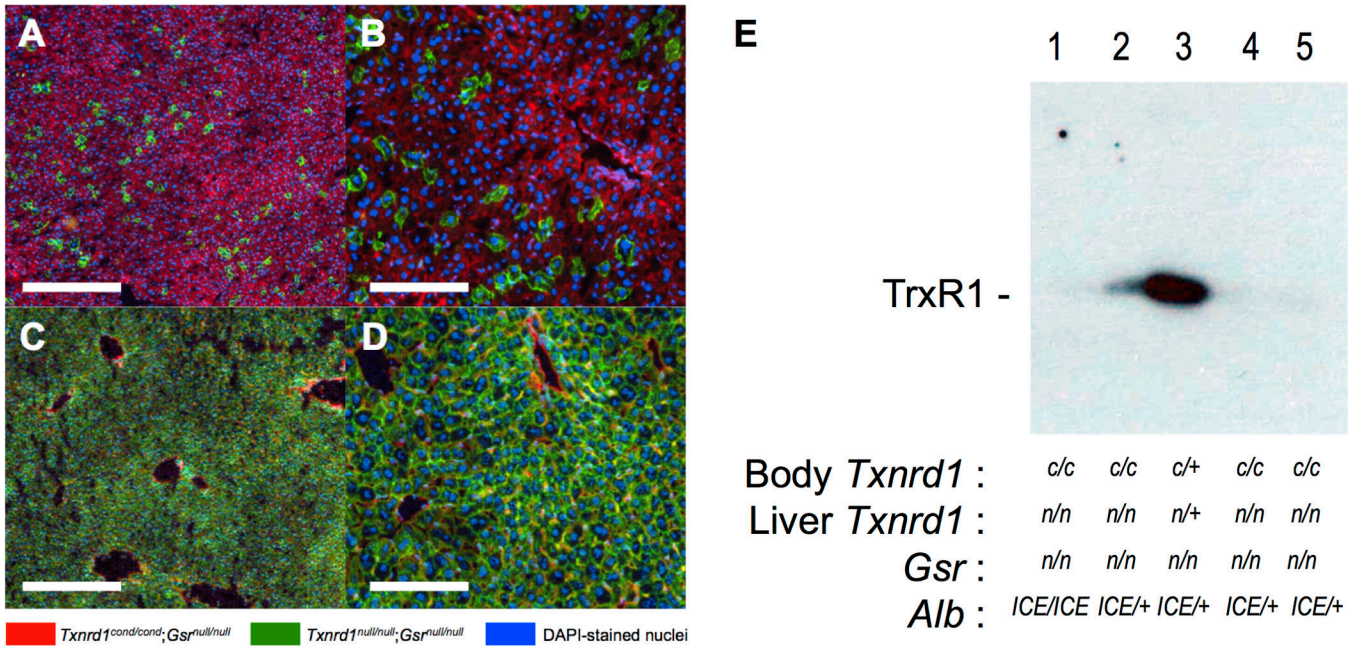 A
B
C
D
Txnrd1cond/cond;Gsrnull/null
Txnrd1null/null;Gsrnull/null
DAPI-stained nuclei
E
1 2 3 4 5
TrxR1 -
Body Txnrd1 : c/c c/c c/+ c/c c/c
Liver Txnrd1 : n/n n/n n/+ n/n n/n
Gsr : n/n n/n n/n n/n n/n
Alb : ICE/ICE ICE/+ ICE/+ ICE/+ ICE/+